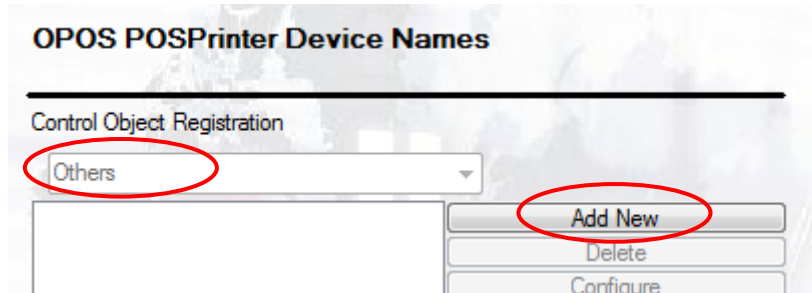 OPOS POSPrinter Device Names
Control Object Registration
Others
Add New
Delete
Configure